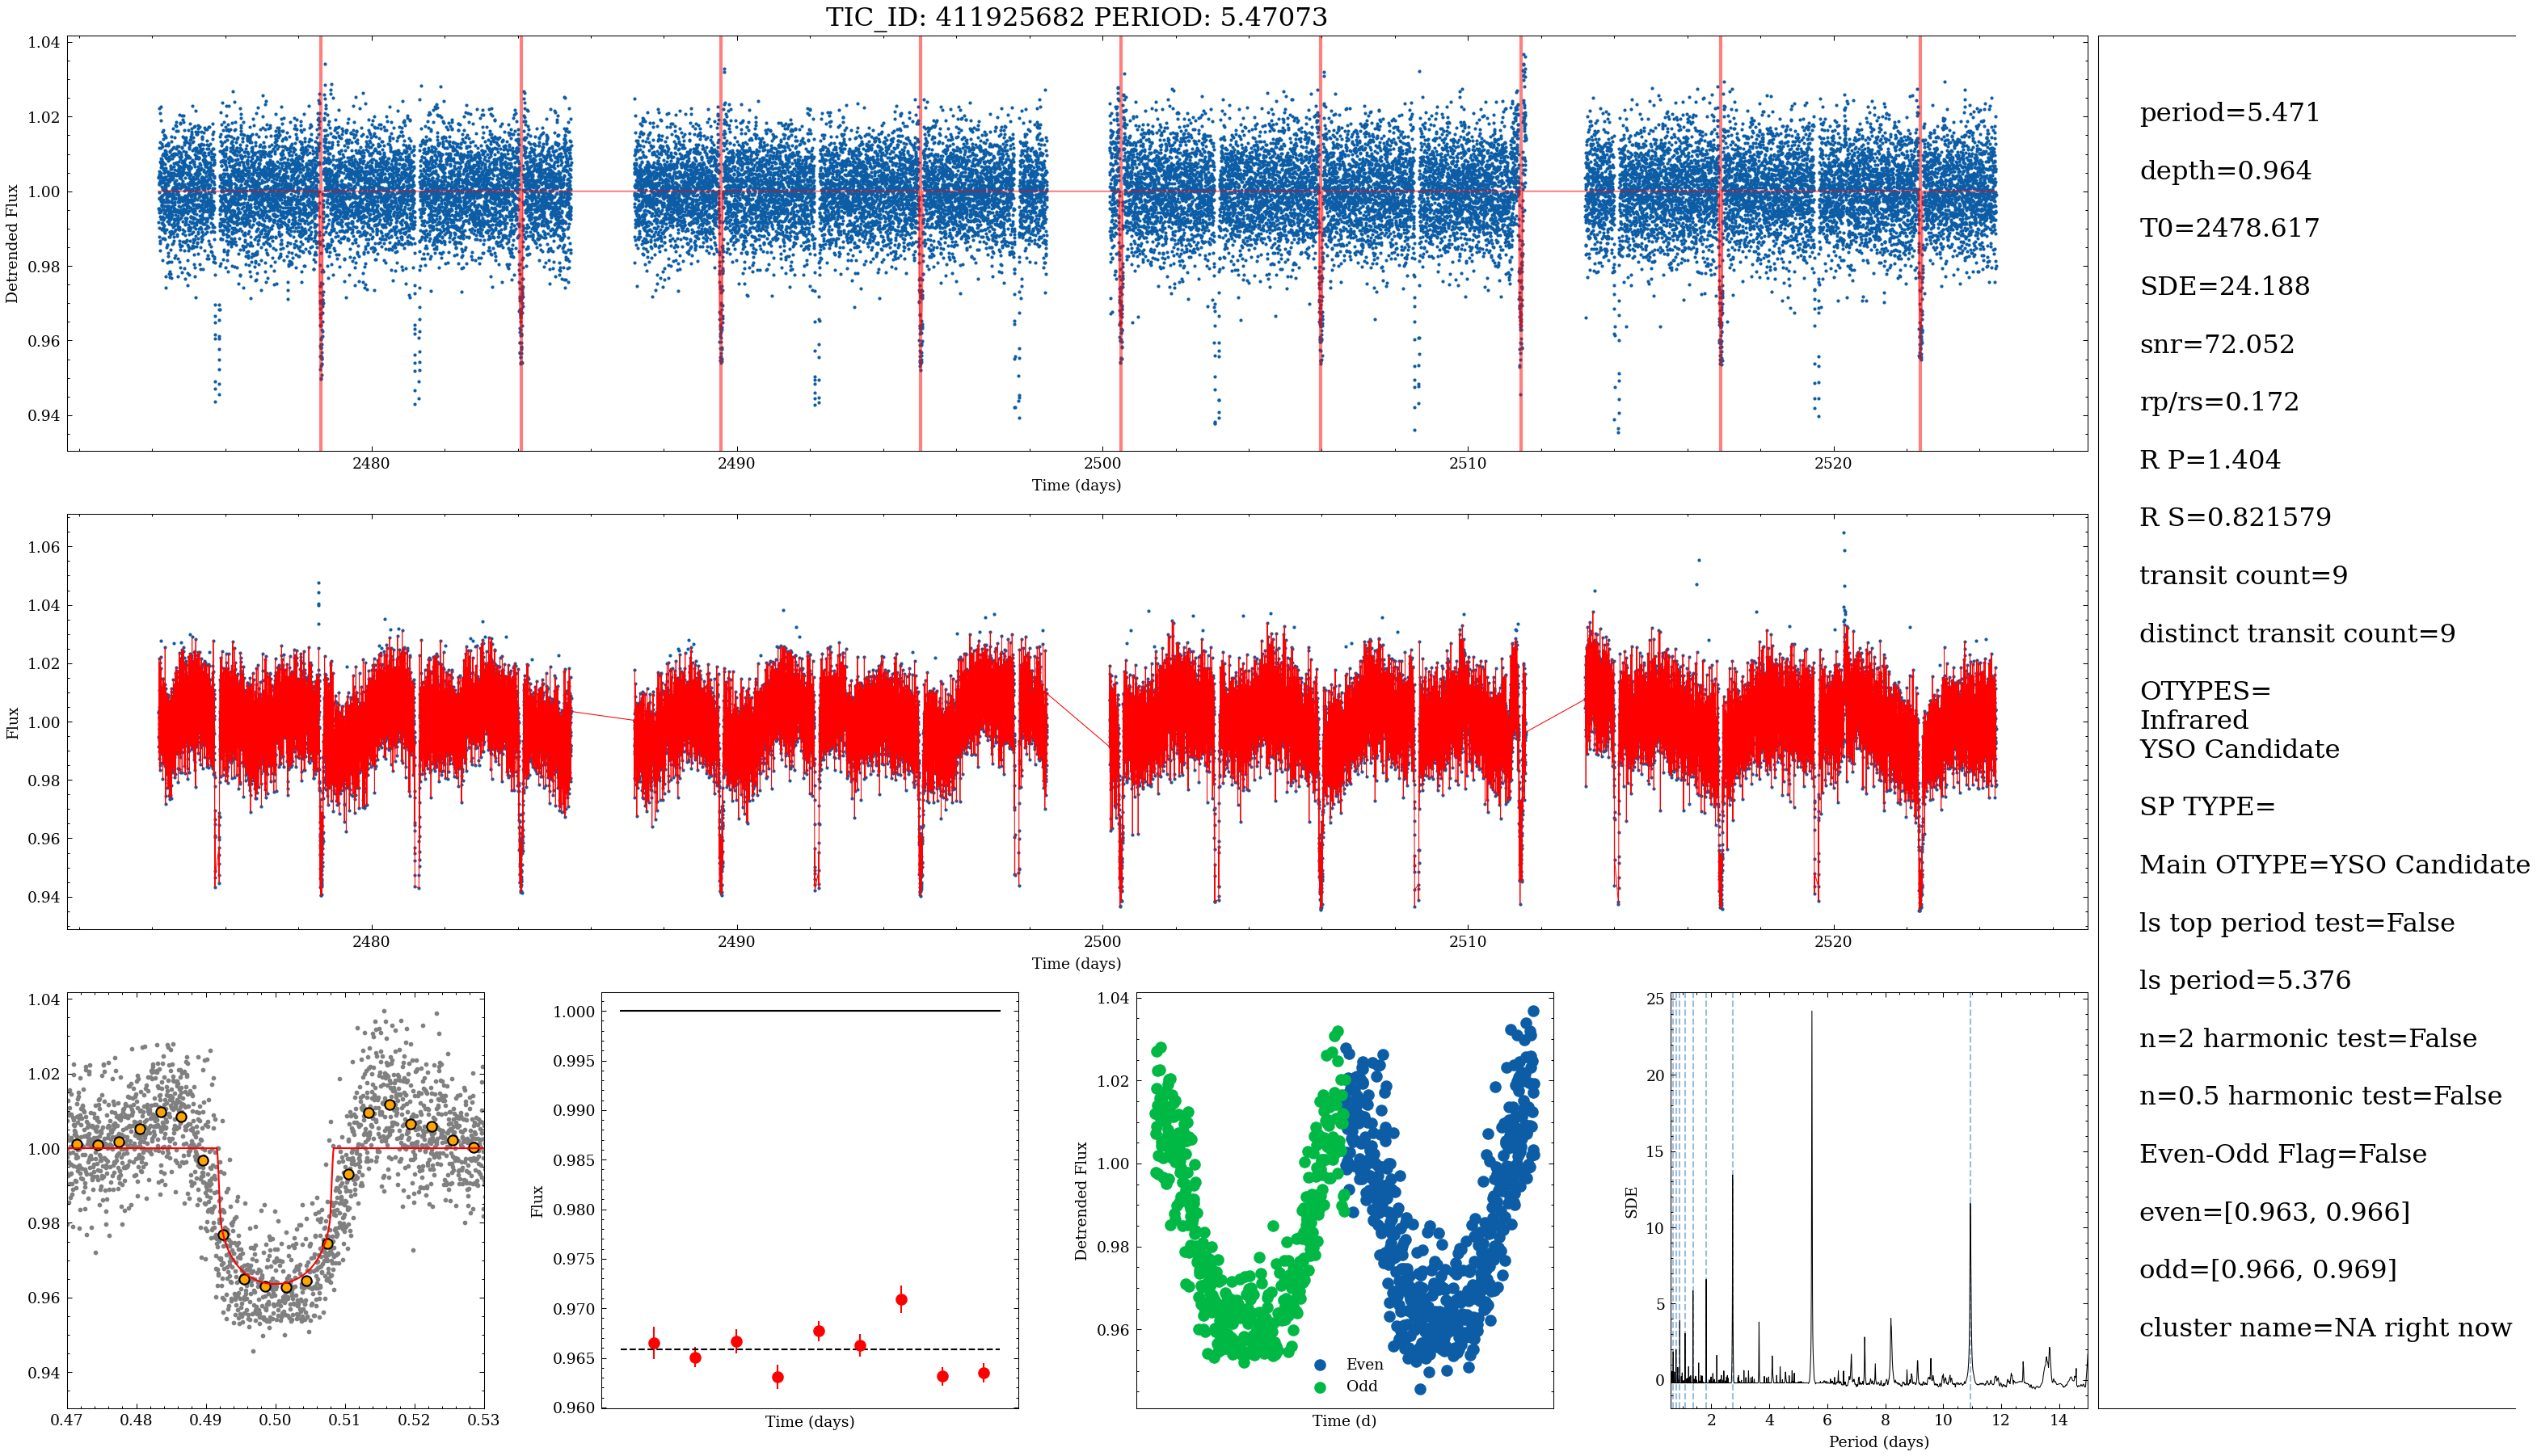 TIC_ID: 411925682 PERIOD: 5.47073
1.04
1.02
1.00
0.98
0.96
0.94
Detrended Flux
2480
2490
2500
2510
2520
Time (days)
1.06
1.04
1.02
1.00
0.98
0.96
0.94
Flux
2480
2490
2500
2510
2520
Time (days)
1.04
1.02
1.00
0.98
0.96
0.94
0.47
0.48
0.49
0.50
0.51
0.52
0.53
1.000
0.995
0.990
0.985
0.980
0.975
0.970
0.965
0.960
Flux
Time (days)
1.04
1.02
1.00
0.98
0.96
Detrended Flux
Even
Odd
Time (d)
25
20
15
10
5
0
SDE
2
4
6
8
10
12
14
Period (days)
period=5.471
depth=0.964
T0=2478.617
SDE=24.188
snr=72.052
rp/rs=0.172
R P=1.404
R S=0.821579
transit count=9
distinct transit count=9
OTYPES=
Infrared
YSO Candidate
SP TYPE=
Main OTYPE=YSO Candidate
ls top period test=False
ls period=5.376
n=2 harmonic test=False
n=0.5 harmonic test=False
Even-Odd Flag=False
even=[0.963, 0.966]
odd=[0.966, 0.969]
cluster name=NA right now